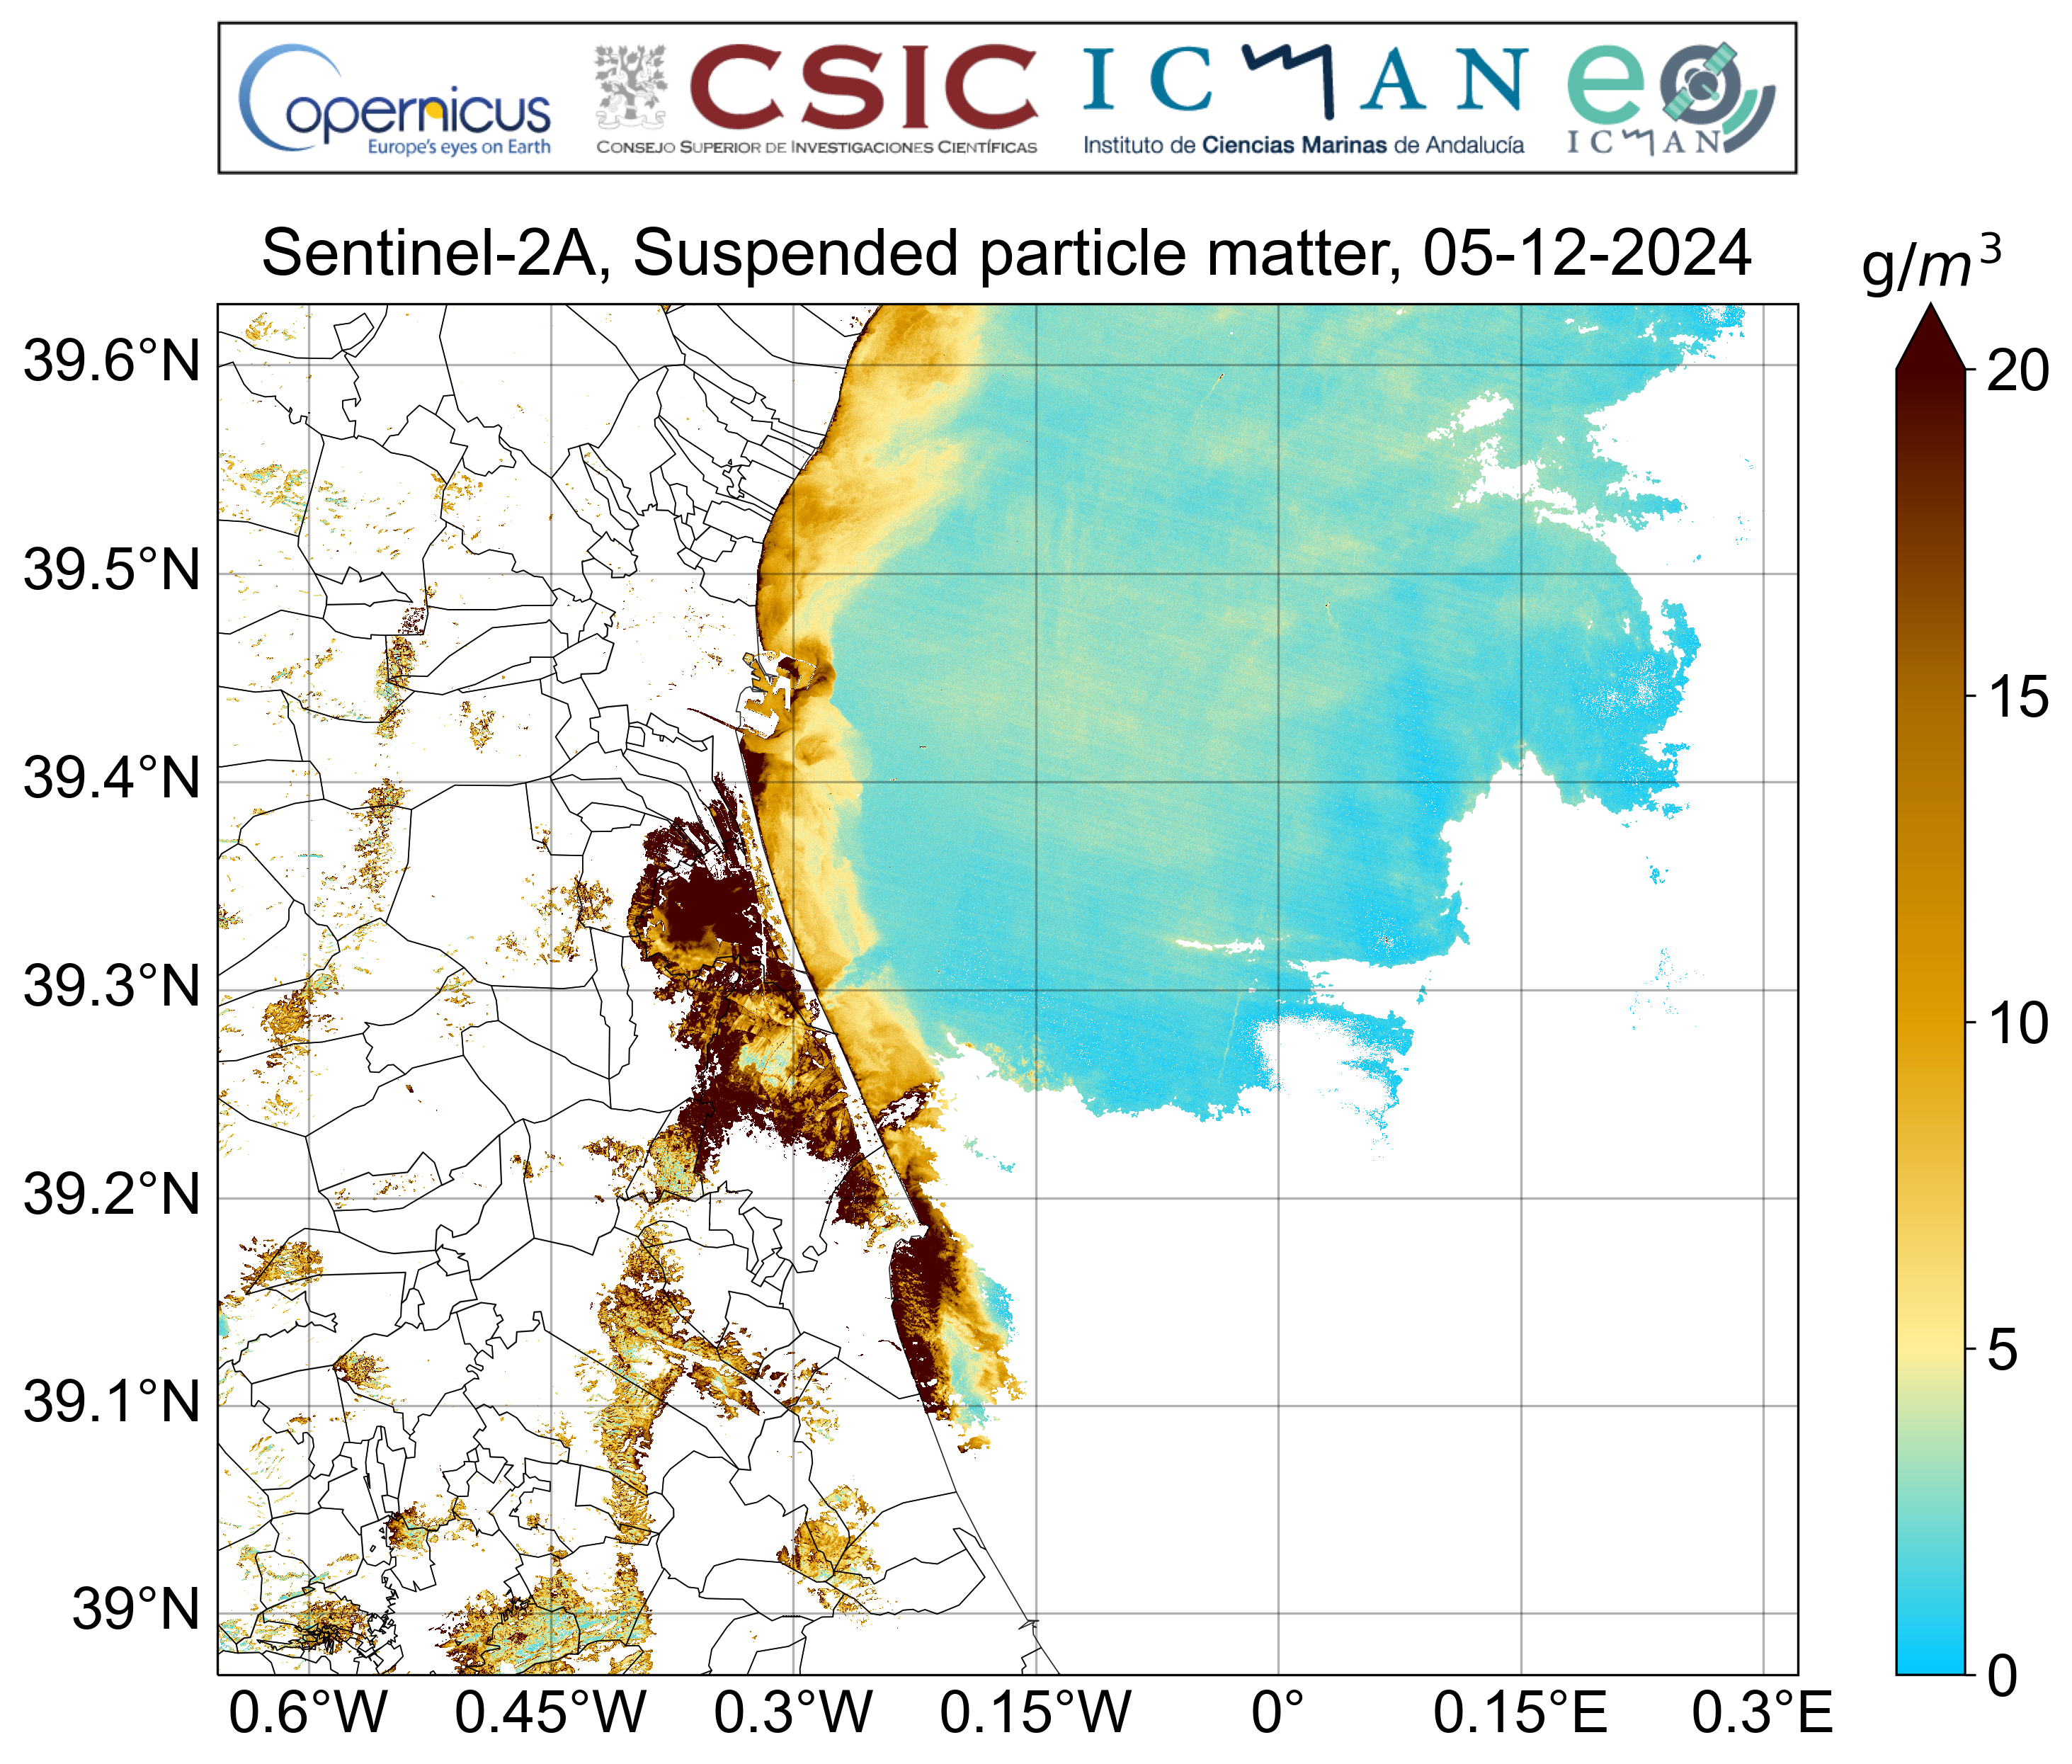 Copernicus
Europe's eyes on Earth
CSIC
CONSEJO SUPERIOR DE INVESTIGACIONES CIENTÍFICAS
ICMAN
Instituto de Ciencias Marinas de Andalucía
eo
ICMAN
Sentinel-2A, Suspended particle matter, 05-12-2024
g/m³
39.6°N
39.5°N
39.4°N
39.3°N
39.2°N
39.1°N
39°N
0.6°W 0.45°W 0.3°W 0.15°W 0° 0.15°E 0.3°E
20
15
10
5
0